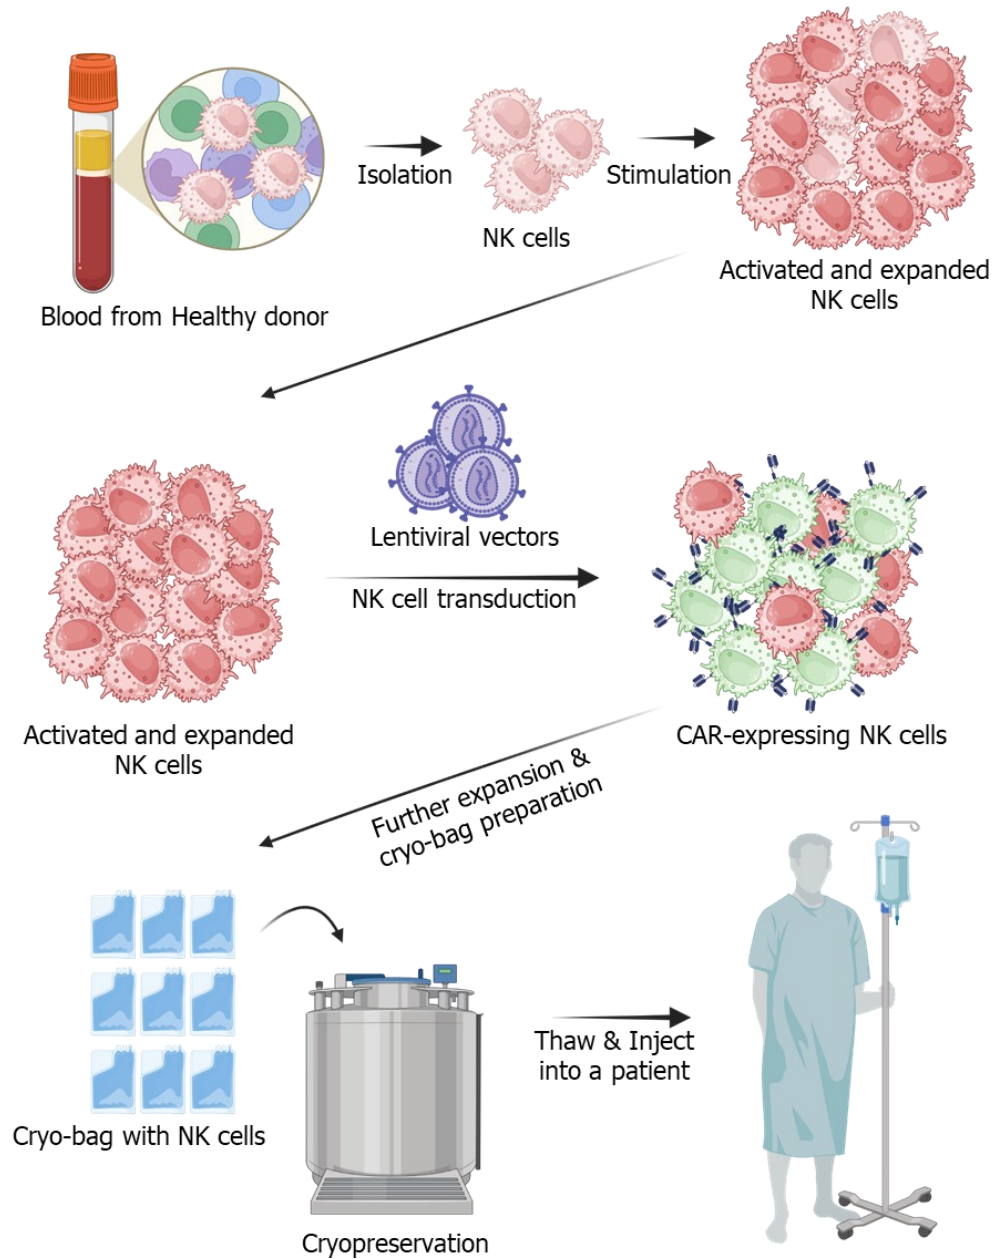 Isolation
Stimulation
NK cells
Activated and expanded
NK cells
Blood from Healthy donor
Lentiviral vectors
NK cell transduction
Activated and expanded
NK cells
CAR-expressing NK cells
Further expansion &
cryo-bag preparation
Thaw & Inject
into a patient
Cryo-bag with NK cells
Cryopreservation